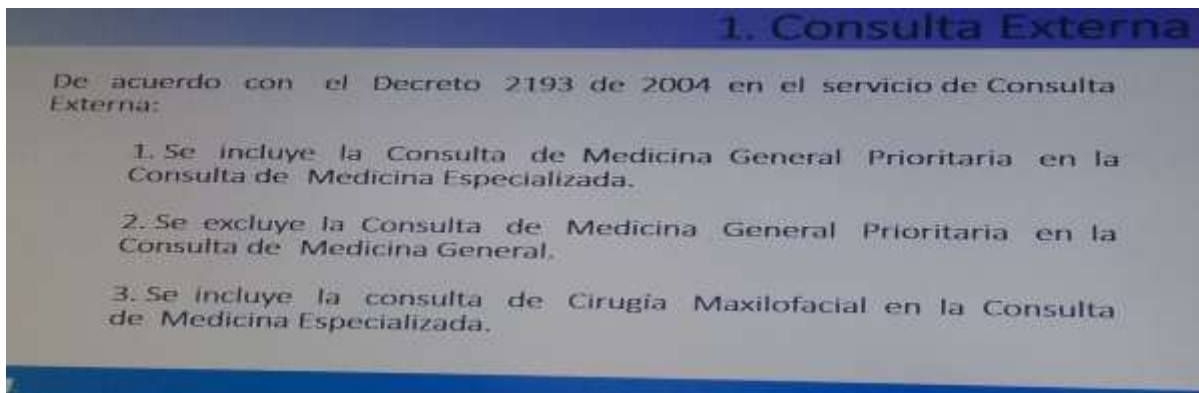 1. Consulta Externa
De acuerdo con el Decreto 2193 de 2004 en el servicio de Consulta
Externa:
1. Se incluye la Consulta de Medicina General Prioritaria en la
Consulta de Medicina Especializada.
2. Se excluye la Consulta de Medicina General Prioritaria en la
Consulta de Medicina General.
3. Se incluye la consulta de Cirugía Maxilofacial en la Consulta
de Medicina Especializada.